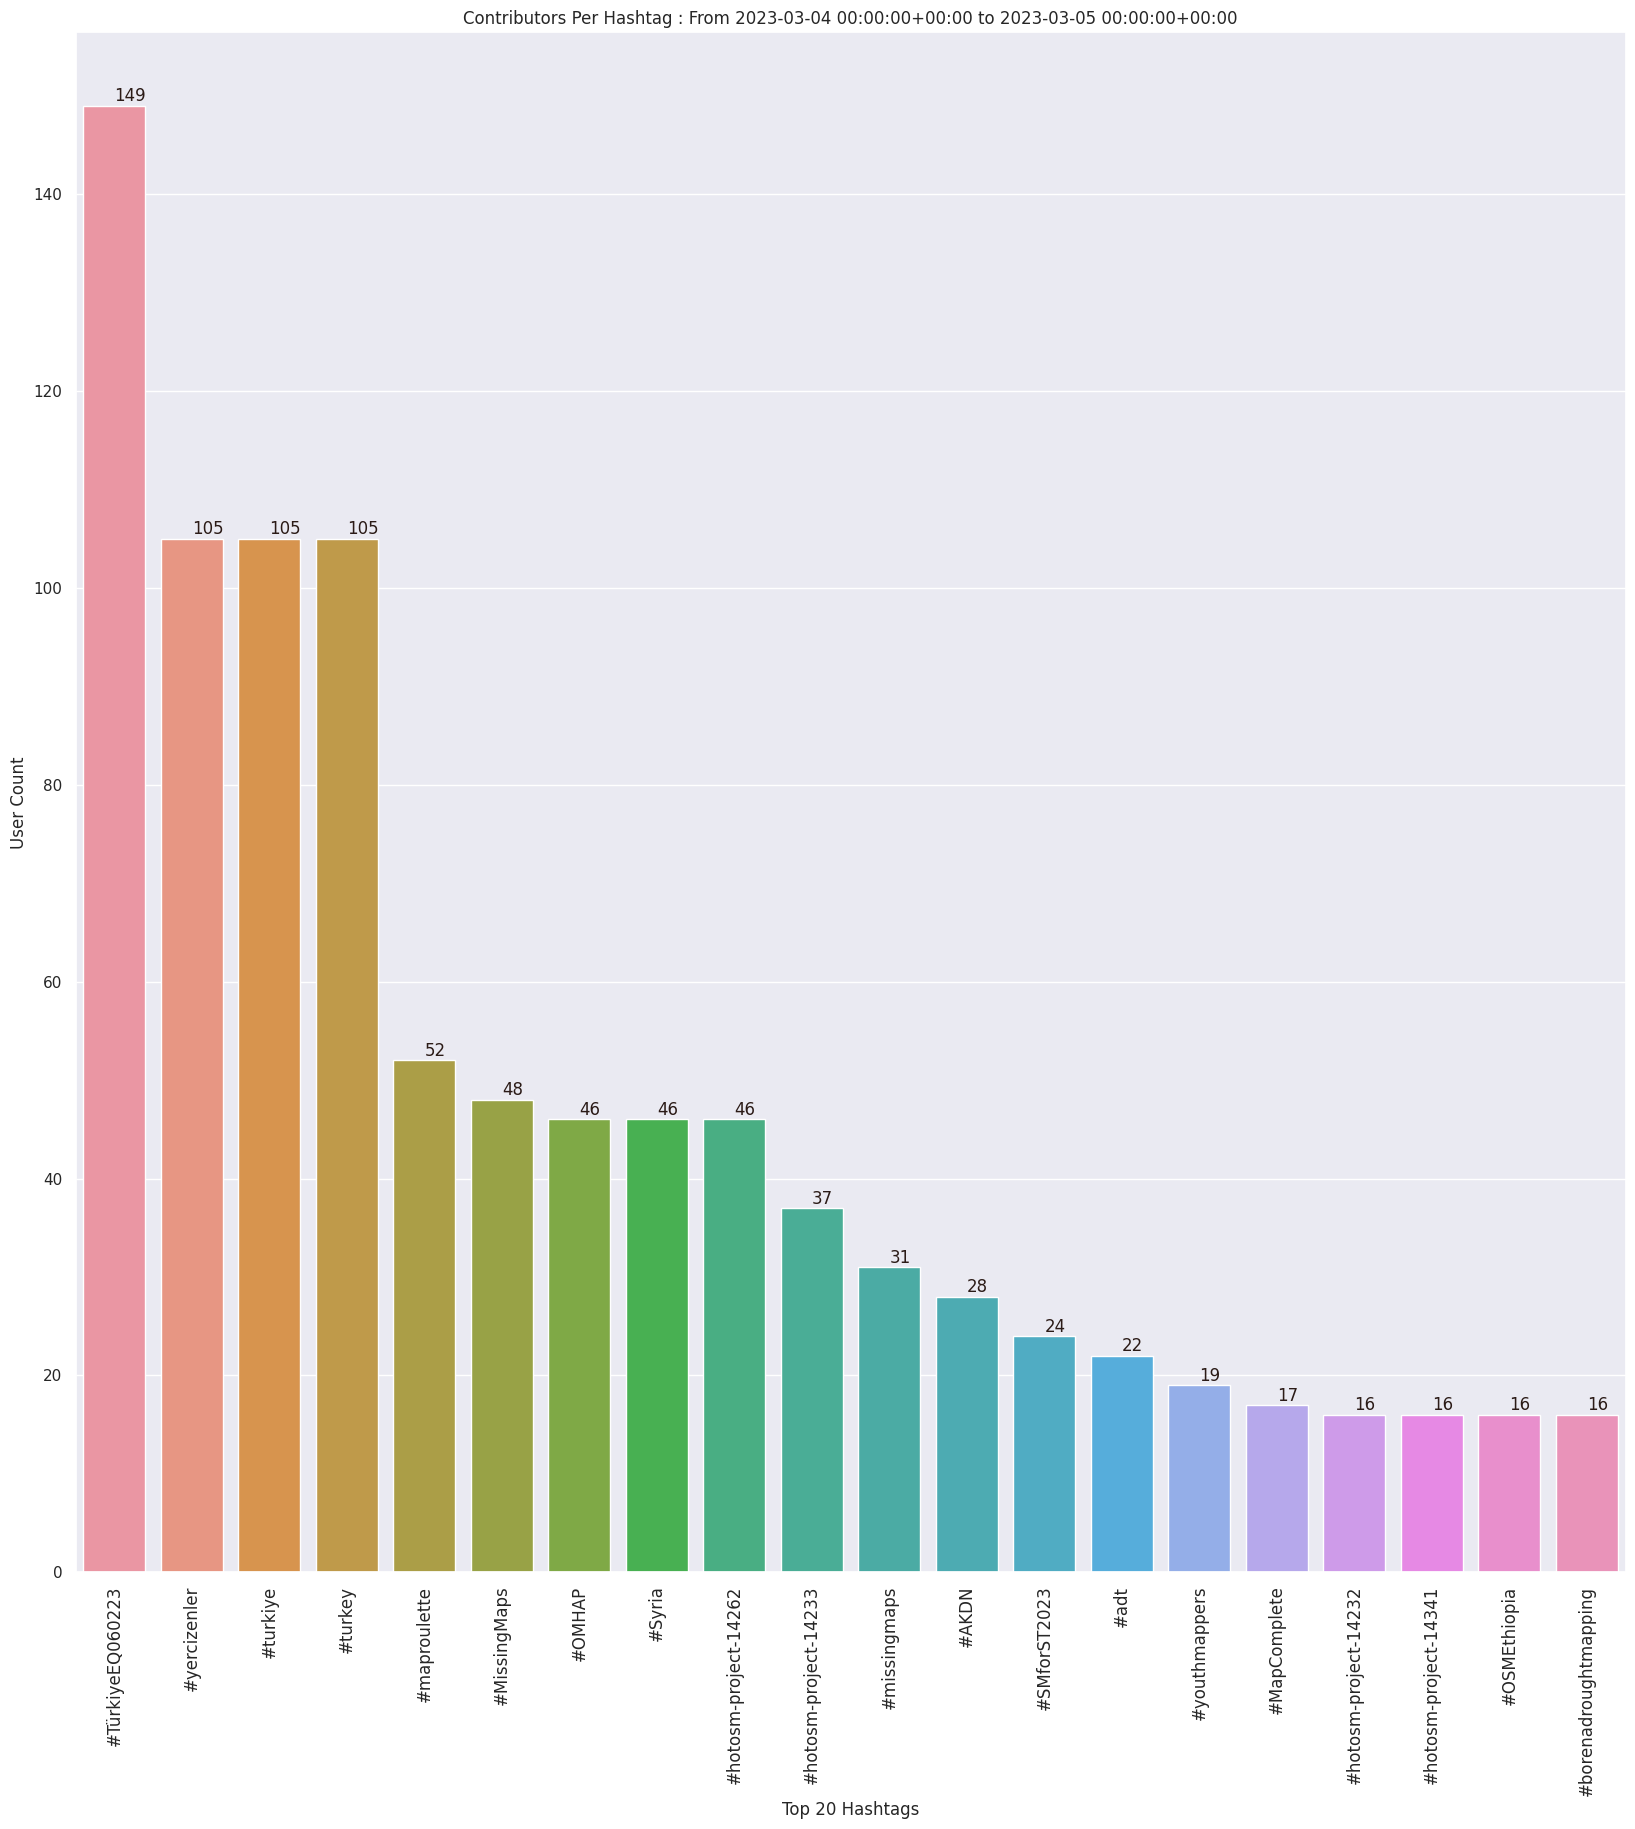 Contributors Per Hashtag : From 2023-03-04 00:00:00+00:00 to 2023-03-05 00:00:00+00:00
User Count
140
120
100
80
60
40
20
0
149
105
105
105
52
48
46
46
46
37
31
28
24
22
19
17
16
16
16
16
#TürkiyeEQ060223
#yercizenler
#turkiye
#turkey
#maproulette
#MissingMaps
#OMHAP
#Syria
#hotosm-project-14262
#hotosm-project-14233
#missingmaps
#AKDN
#SMforST2023
#adt
#youthmappers
#MapComplete
#hotosm-project-14232
#hotosm-project-14341
#OSMEthiopia
#borenadroughtmapping
Top 20 Hashtags